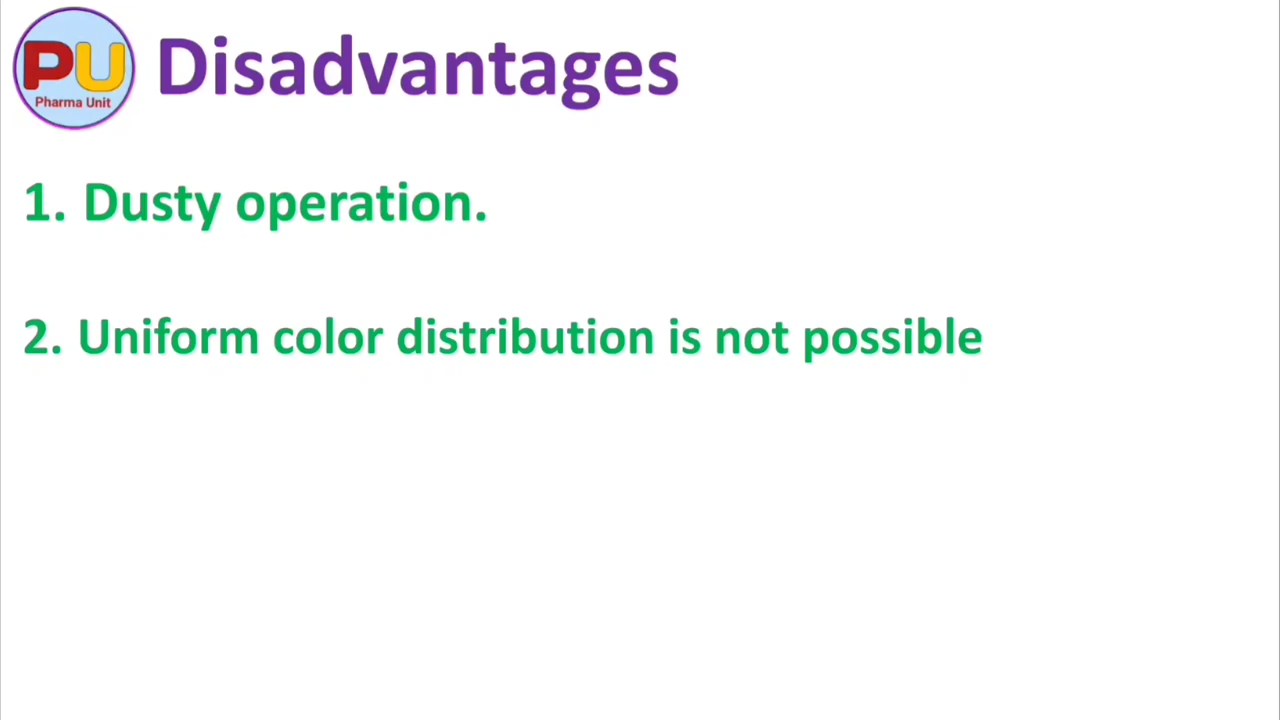 PU
Pharma Unit
Disadvantages
1. Dusty operation.
2. Uniform color distribution is not possible